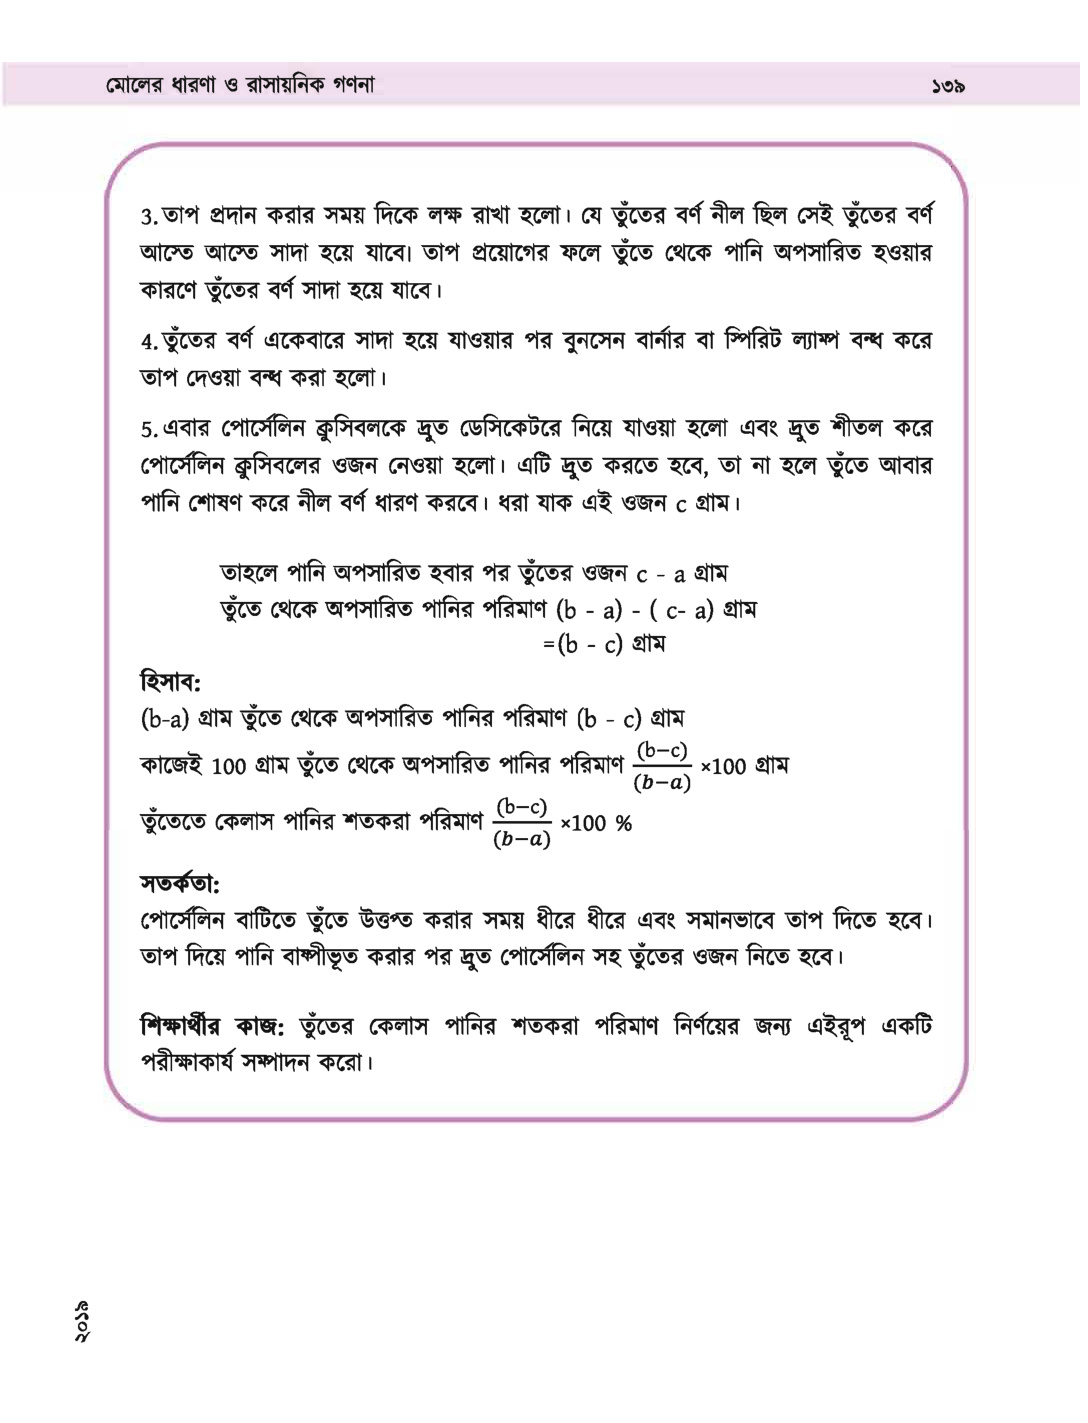 মোলের ধারণা ও রাসায়নিক গণনা ১৩৯
3. তাপ প্রদান করার সময় দিকে লক্ষ রাখা হলো। যে তুঁতের বর্ণ নীল ছিল সেই তুঁতের বর্ণ
আস্তে আস্তে সাদা হয়ে যাবে। তাপ প্রয়োগের ফলে তুঁতে থেকে পানি অপসারিত হওয়ার
কারণে তুঁতের বর্ণ সাদা হয়ে যাবে।
4. তুঁতের বর্ণ একেবারে সাদা হয়ে যাওয়ার পর বুনসেন বার্নার বা স্পিরিট ল্যাম্প বন্ধ করে
তাপ দেওয়া বন্ধ করা হলো।
5. এবার পোর্সেলিন ক্রুসিবলকে দ্রুত ডেসিকেটরে নিয়ে যাওয়া হলো এবং দ্রুত শীতল করে
পোর্সেলিন ক্রুসিবলের ওজন নেওয়া হলো। এটি দ্রুত করতে হবে, তা না হলে তুঁতে আবার
পানি শোষণ করে নীল বর্ণ ধারণ করবে। ধরা যাক এই ওজন c গ্রাম।
তাহলে পানি অপসারিত হবার পর তুঁতের ওজন c - a গ্রাম
তুঁতে থেকে অপসারিত পানির পরিমাণ (b - a) - ( c- a) গ্রাম
=(b - c) গ্রাম
হিসাব:
(b-a) গ্রাম তুঁতে থেকে অপসারিত পানির পরিমাণ (b - c) গ্রাম
কাজেই 100 গ্রাম তুঁতে থেকে অপসারিত পানির পরিমাণ (b−c)/(b−a) ×100 গ্রাম
তুঁতেতে কেলাস পানির শতকরা পরিমাণ (b−c)/(b−a) ×100 %
সতর্কতা:
পোর্সেলিন বাটিতে তুঁতে উত্তপ্ত করার সময় ধীরে ধীরে এবং সমানভাবে তাপ দিতে হবে।
তাপ দিয়ে পানি বাষ্পীভূত করার পর দ্রুত পোর্সেলিন সহ তুঁতের ওজন নিতে হবে।
শিক্ষার্থীর কাজ: তুঁতের কেলাস পানির শতকরা পরিমাণ নির্ণয়ের জন্য এইরূপ একটি
পরীক্ষাকার্য সম্পাদন করো।
২০১৯